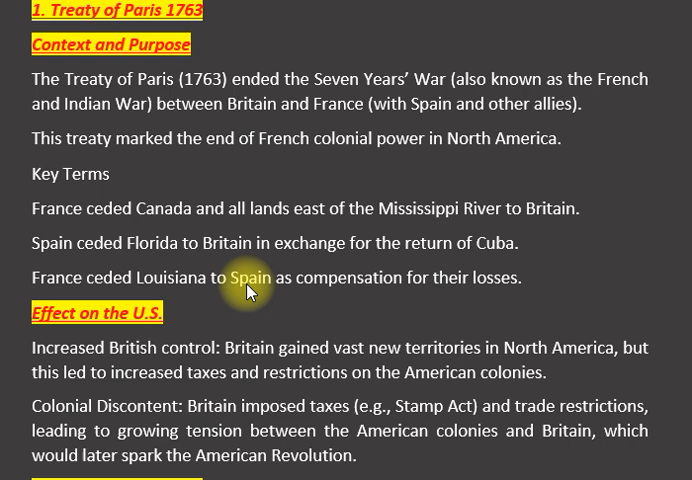 1. Treaty of Paris 1763
Context and Purpose
The Treaty of Paris (1763) ended the Seven Years’ War (also known as the French
and Indian War) between Britain and France (with Spain and other allies).
This treaty marked the end of French colonial power in North America.
Key Terms
France ceded Canada and all lands east of the Mississippi River to Britain.
Spain ceded Florida to Britain in exchange for the return of Cuba.
France ceded Louisiana to Spain as compensation for their losses.
Effect on the U.S.
Increased British control: Britain gained vast new territories in North America, but
this led to increased taxes and restrictions on the American colonies.
Colonial Discontent: Britain imposed taxes (e.g., Stamp Act) and trade restrictions,
leading to growing tension between the American colonies and Britain, which
would later spark the American Revolution.